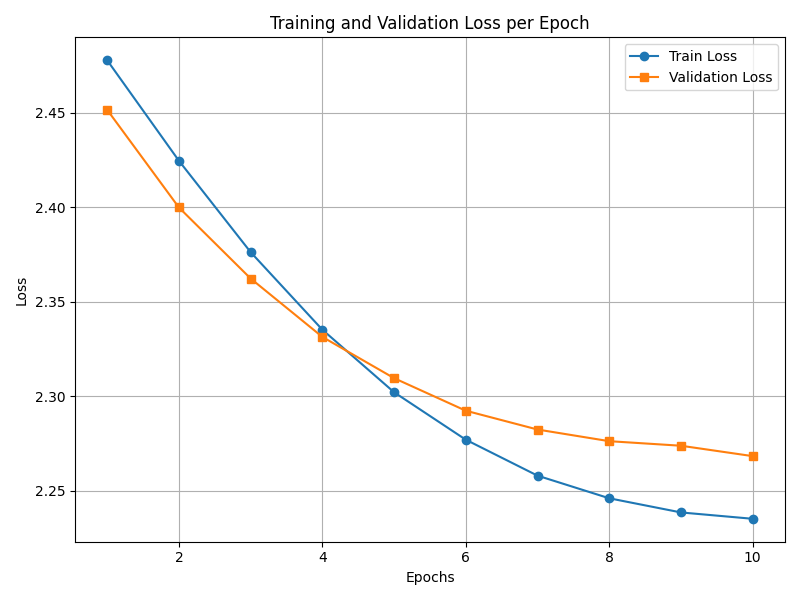 Training and Validation Loss per Epoch
Train Loss
Validation Loss
2.45
2.40
2.35
2.30
2.25
Loss
2 4 6 8 10
Epochs